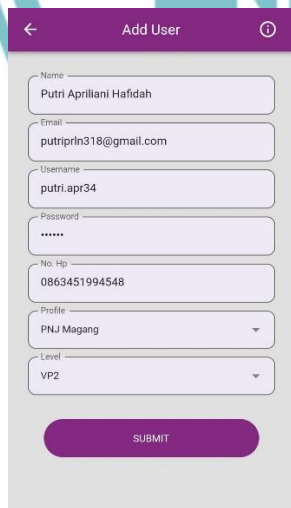 Add User
Name
Putri Apriliani Hafidah
Email
putriprln318@gmail.com
Username
putri.apr34
Password
••••••
No. Hp
0863451994548
Profile
PNJ Magang
Level
VP2
SUBMIT